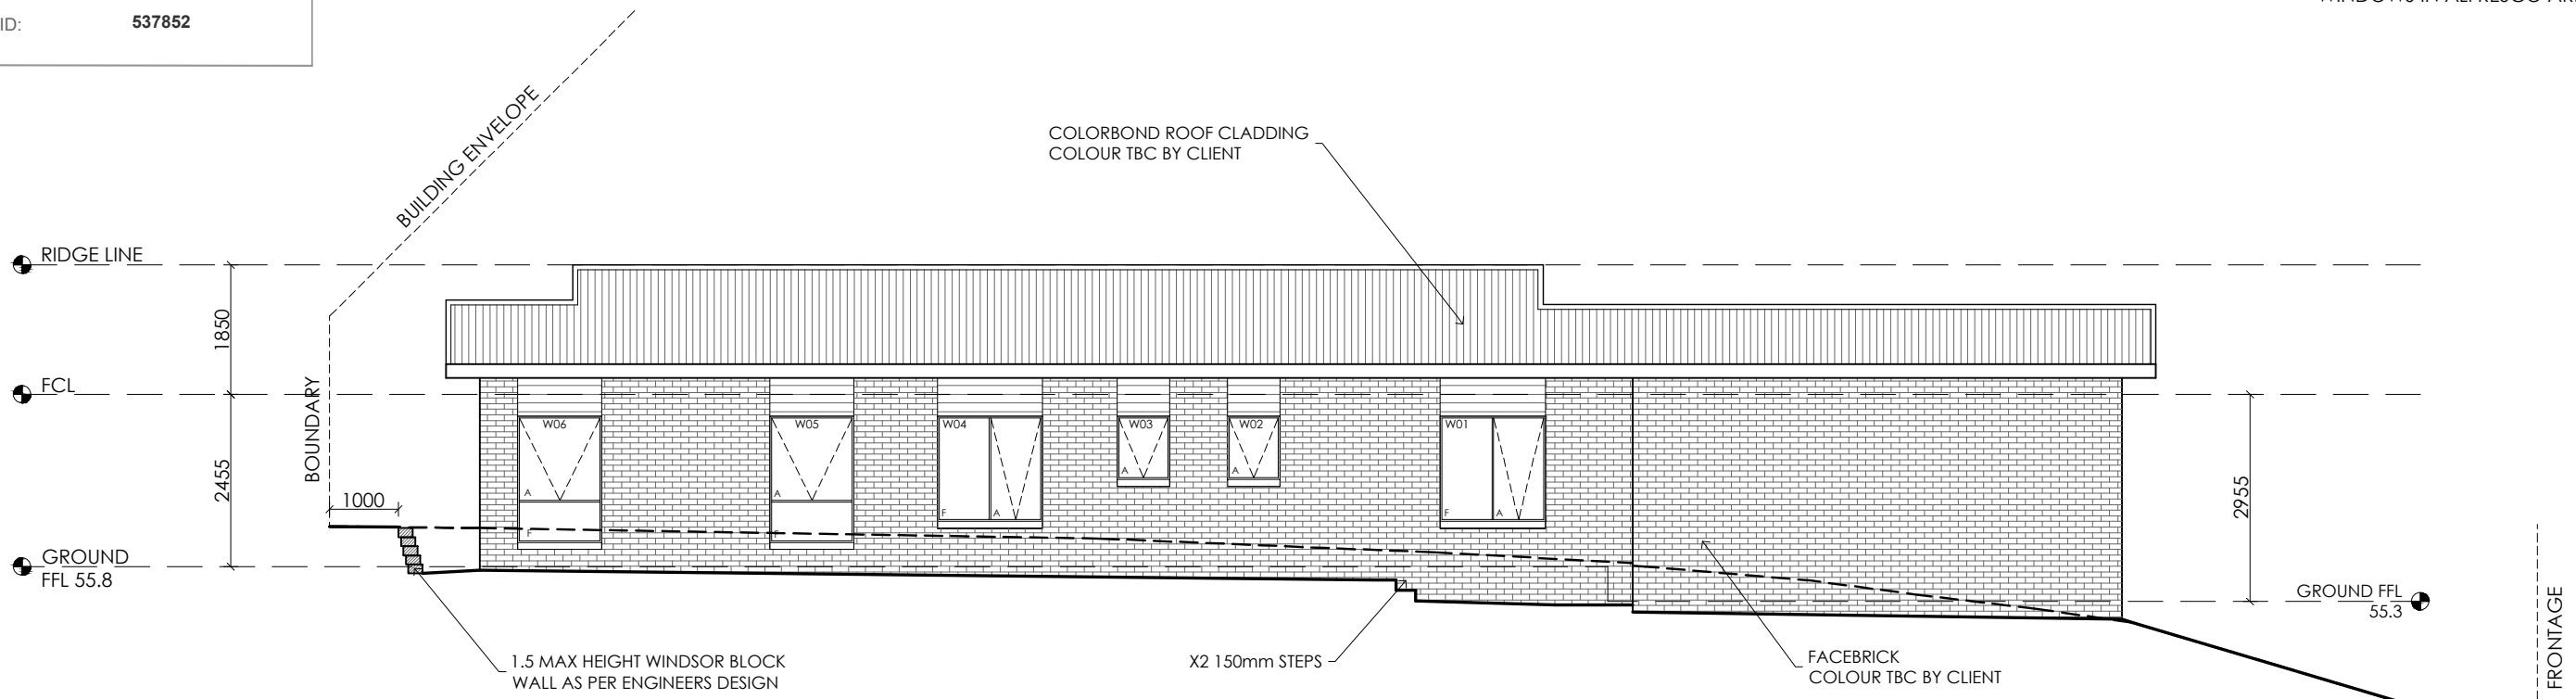 ID: 537852
BUILDING ENVELOPE
COLORBOND ROOF CLADDING
COLOUR TBC BY CLIENT
RIDGE LINE
1850
FCL
BOUNDARY
2455
1000
W06
W05
W04
W03
W02
W01
A
A
A
A
F
A
F
A
F
F
2955
GROUND
FFL 55.8
GROUND FFL
55.3
FRONTAGE
1.5 MAX HEIGHT WINDSOR BLOCK
WALL AS PER ENGINEERS DESIGN
X2 150mm STEPS
FACEBRICK
COLOUR TBC BY CLIENT